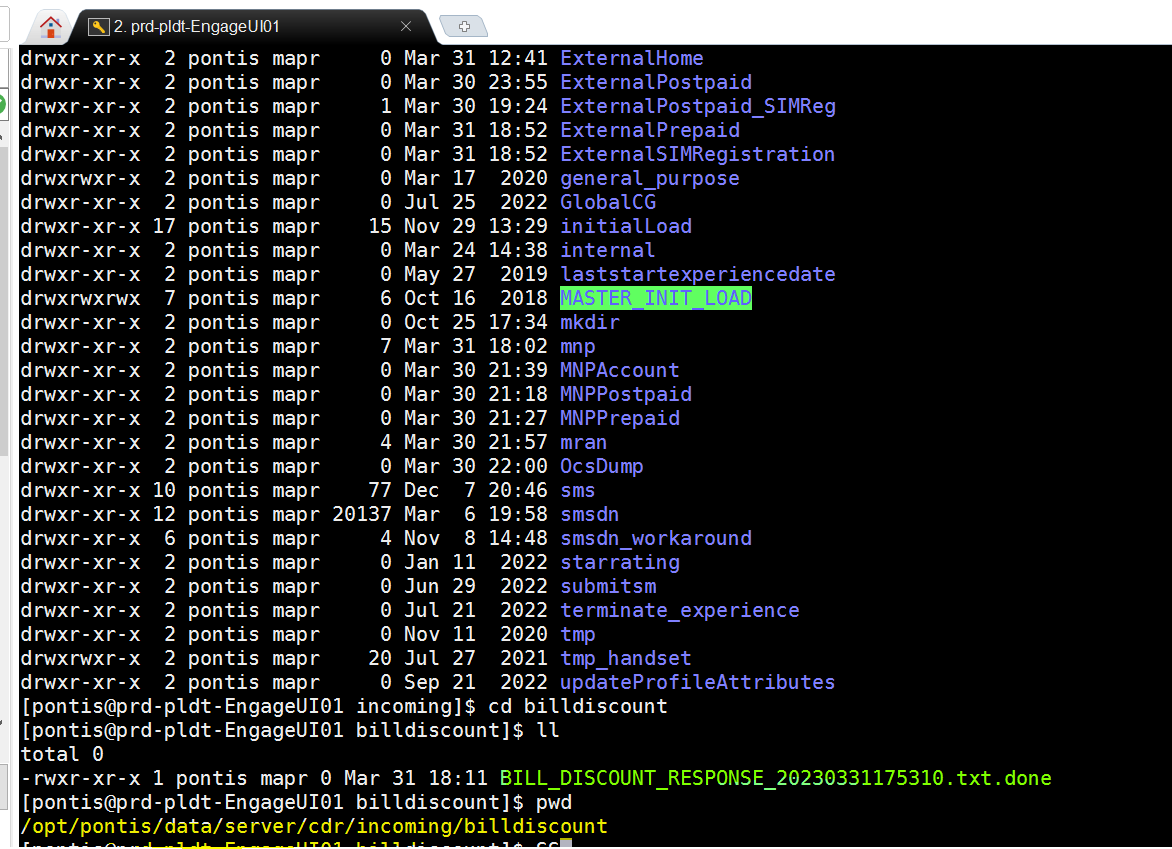 2. prd-pldt-EngageUI01
drwxr-xr-x  2 pontis mapr     0 Mar 31 12:41 ExternalHome
drwxr-xr-x  2 pontis mapr     0 Mar 30 23:55 ExternalPostpaid
drwxr-xr-x  2 pontis mapr     1 Mar 30 19:24 ExternalPostpaid_SIMReg
drwxr-xr-x  2 pontis mapr     0 Mar 31 18:52 ExternalPrepaid
drwxr-xr-x  2 pontis mapr     0 Mar 31 18:52 ExternalSIMRegistration
drwxrwxr-x  2 pontis mapr     0 Mar 17  2020 general_purpose
drwxr-xr-x  2 pontis mapr     0 Jul 25  2022 GlobalCG
drwxr-xr-x 17 pontis mapr    15 Nov 29 13:29 initialLoad
drwxr-xr-x  2 pontis mapr     0 Mar 24 14:38 internal
drwxr-xr-x  2 pontis mapr     0 May 27  2019 laststartexperiencedate
drwxrwxrwx  7 pontis mapr     6 Oct 16  2018 MASTER_INIT_LOAD
drwxr-xr-x  2 pontis mapr     0 Oct 25 17:34 mkdir
drwxr-xr-x  2 pontis mapr     7 Mar 31 18:02 mnp
drwxr-xr-x  2 pontis mapr     0 Mar 30 21:39 MNPAccount
drwxr-xr-x  2 pontis mapr     0 Mar 30 21:18 MNPPostpaid
drwxr-xr-x  2 pontis mapr     0 Mar 30 21:27 MNPPrepaid
drwxr-xr-x  2 pontis mapr     4 Mar 30 21:57 mran
drwxr-xr-x  2 pontis mapr     0 Mar 30 22:00 OcsDump
drwxr-xr-x 10 pontis mapr    77 Dec  7 20:46 sms
drwxr-xr-x 12 pontis mapr 20137 Mar  6 19:58 smsdn
drwxr-xr-x  6 pontis mapr     4 Nov  8 14:48 smsdn_workaround
drwxr-xr-x  2 pontis mapr     0 Jan 11  2022 starrating
drwxr-xr-x  2 pontis mapr     0 Jun 29  2022 submitsm
drwxr-xr-x  2 pontis mapr     0 Jul 21  2022 terminate_experience
drwxr-xr-x  2 pontis mapr     0 Nov 11  2020 tmp
drwxrwxr-x  2 pontis mapr    20 Jul 27  2021 tmp_handset
drwxr-xr-x  2 pontis mapr     0 Sep 21  2022 updateProfileAttributes
[pontis@prd-pldt-EngageUI01 incoming]$ cd billdiscount
[pontis@prd-pldt-EngageUI01 billdiscount]$ ll
total 0
-rwxr-xr-x 1 pontis mapr 0 Mar 31 18:11 BILL_DISCOUNT_RESPONSE_20230331175310.txt.done
[pontis@prd-pldt-EngageUI01 billdiscount]$ pwd
/opt/pontis/data/server/cdr/incoming/billdiscount
[pontis@prd-pldt-EngageUI01 billdiscount]$